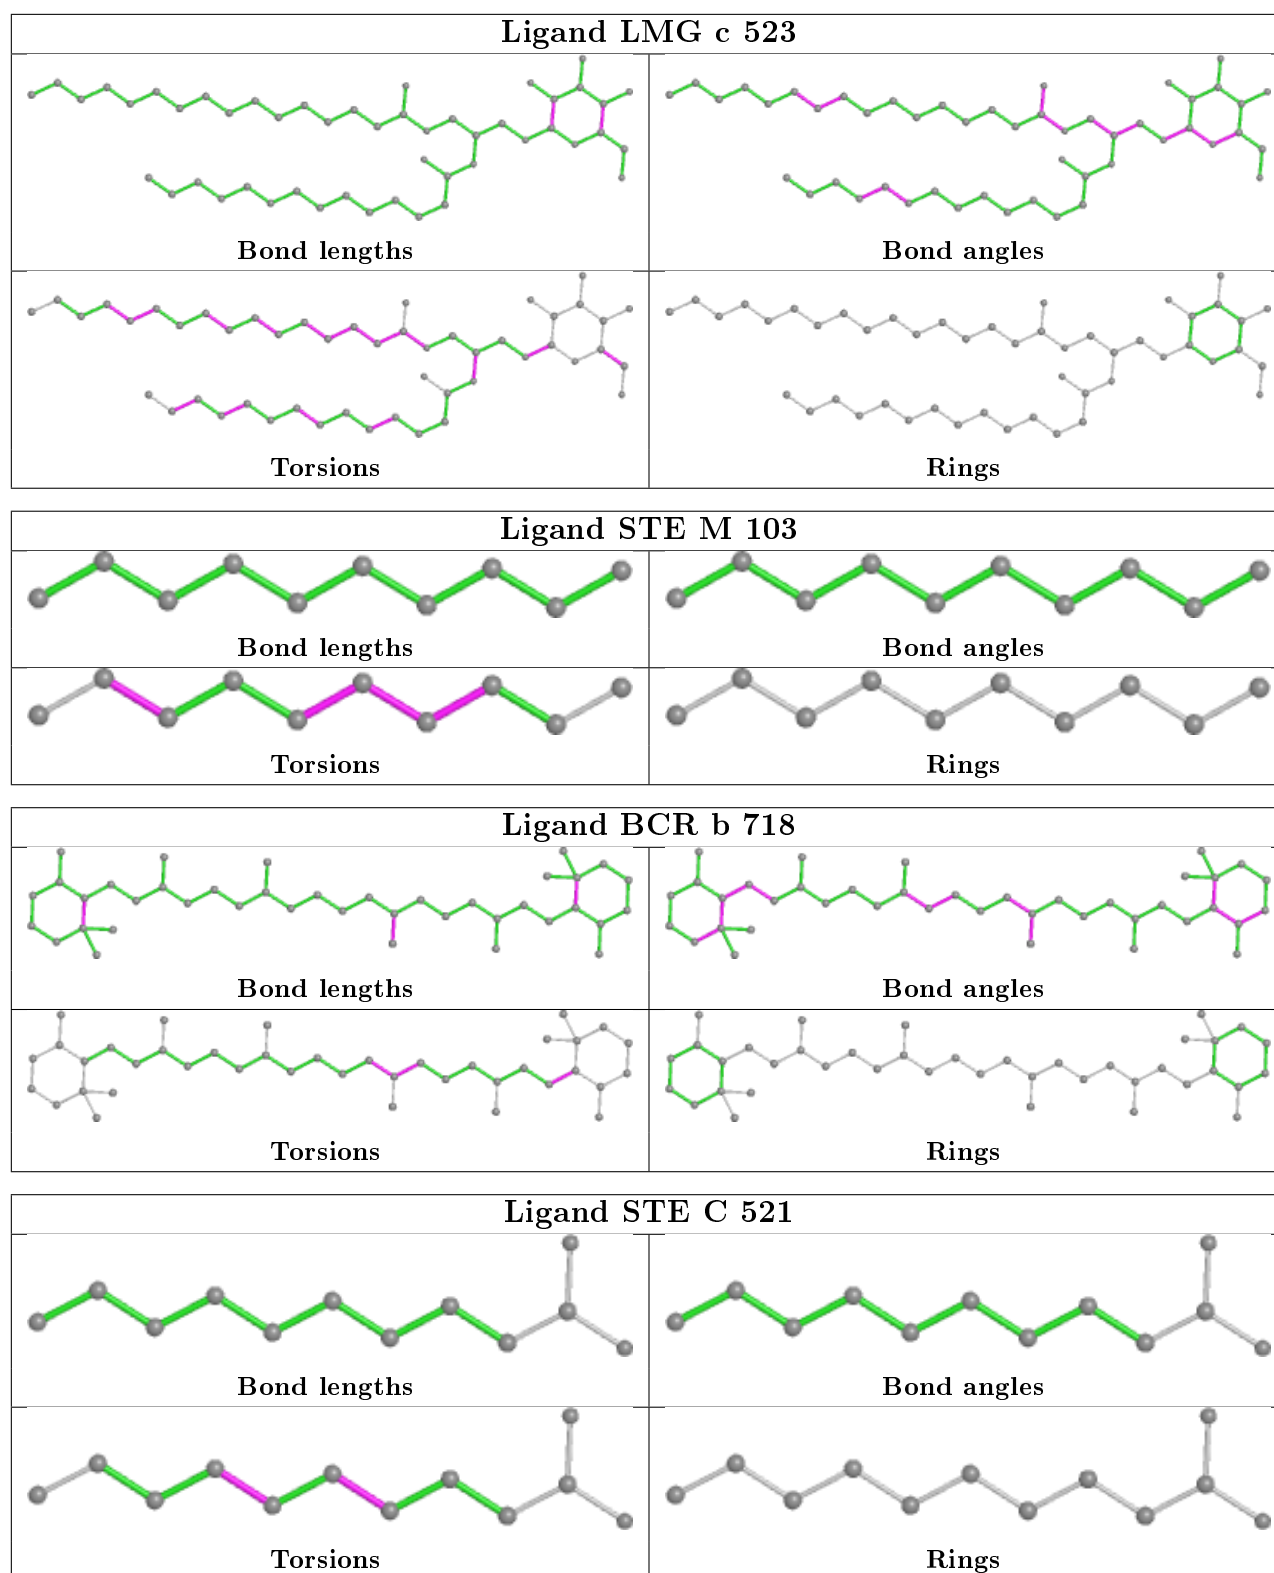 Ligand LMG c 523
Bond lengths
Bond angles
Torsions
Rings
Ligand STE M 103
Bond lengths
Bond angles
Torsions
Rings
Ligand BCR b 718
Bond lengths
Bond angles
Torsions
Rings
Ligand STE C 521
Bond lengths
Bond angles
Torsions
Rings